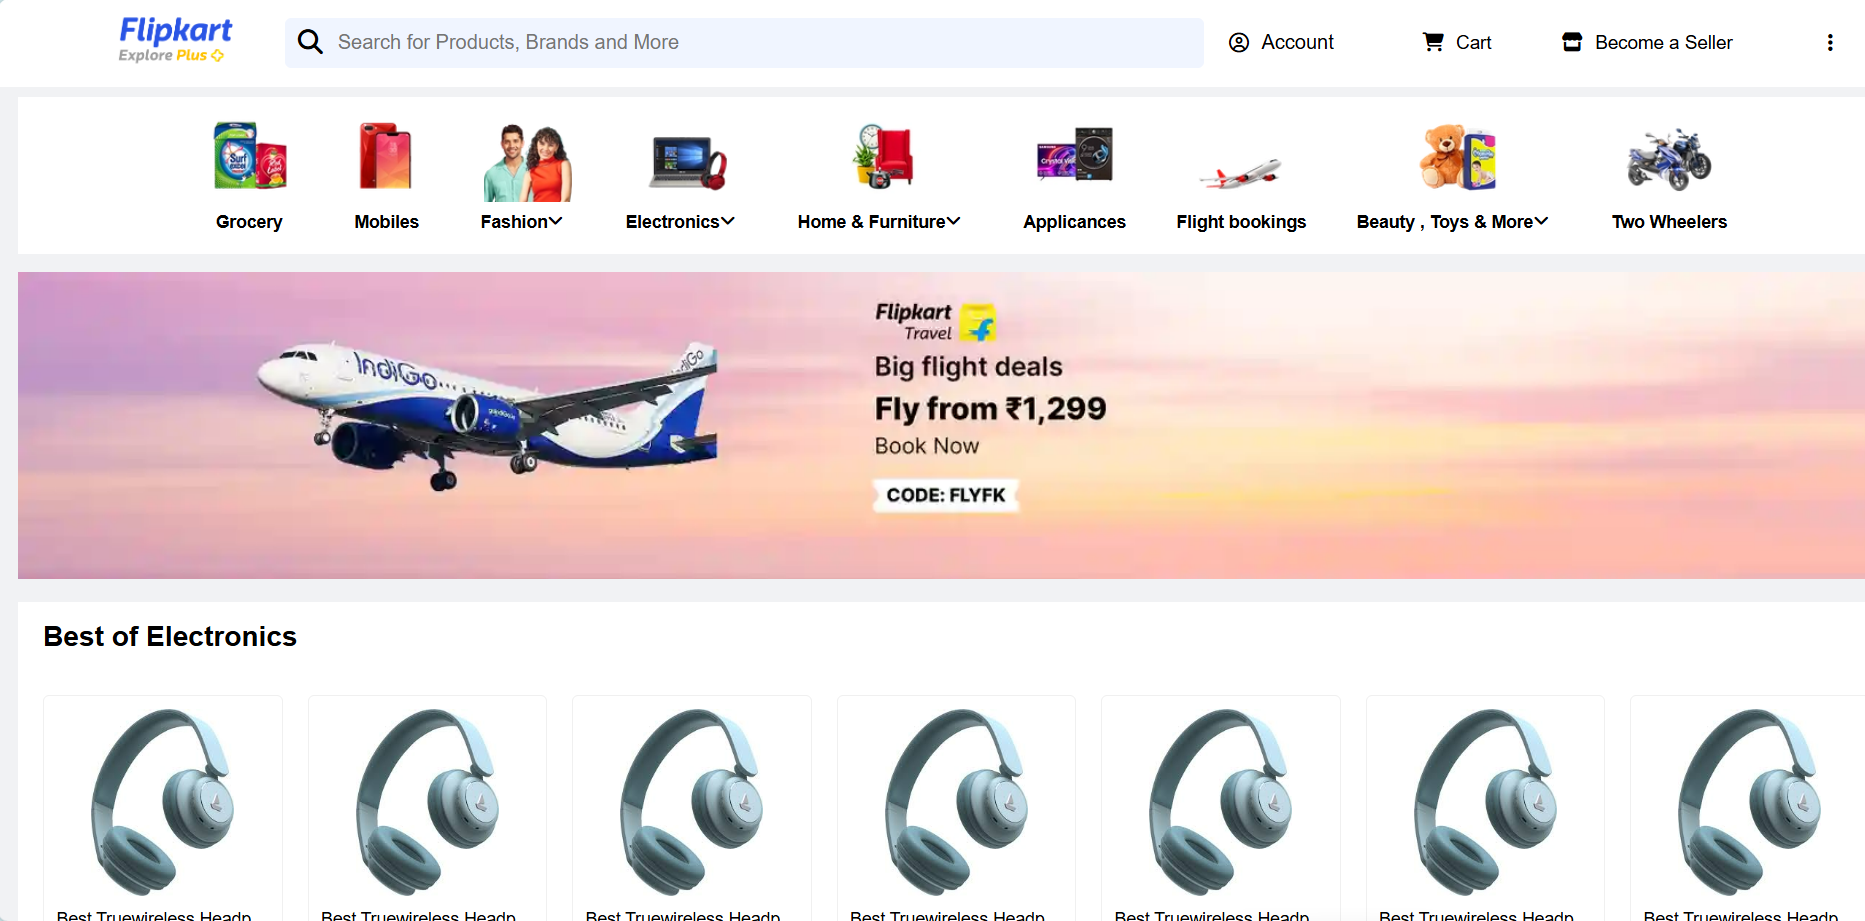 Flipkart
Explore Plus
Search for Products, Brands and More
Account
Cart
Become a Seller
Surf
Grocery
Mobiles
Fashion
Electronics
Home & Furniture
Applicances
Flight bookings
Beauty , Toys & More
Two Wheelers
IndiGo
Flipkart
Travel
Big flight deals
Fly from ₹1,299
Book Now
CODE: FLYFK
Best of Electronics
Best Truewireless Headp
Best Truewireless Headp
Best Truewireless Headp
Best Truewireless Headp
Best Truewireless Headp
Best Truewireless Headp
Best Truewireless Headp